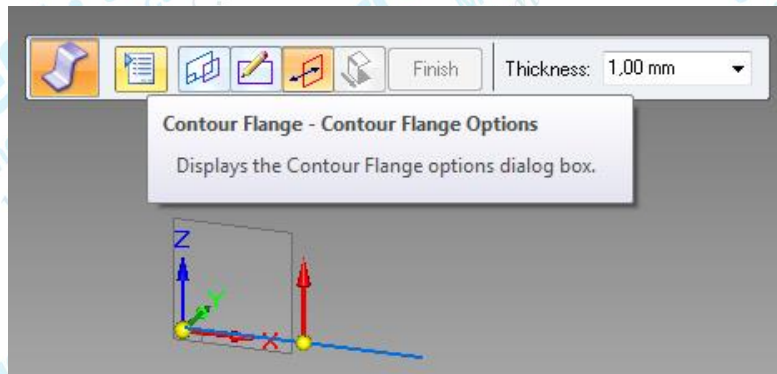 Finish
Thickness: 1,00 mm
Contour Flange - Contour Flange Options
Displays the Contour Flange options dialog box.
Z
Y
X